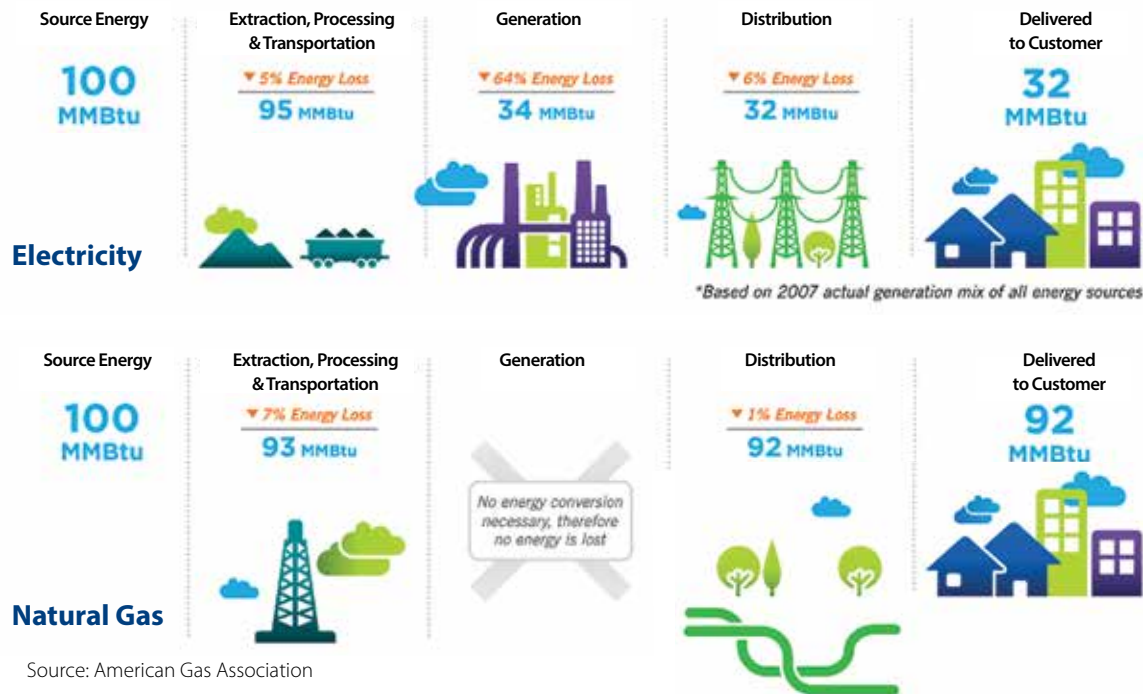 Source Energy
Extraction, Processing
& Transportation
Generation
Distribution
Delivered
to Customer
100
MMBtu
▼ 5% Energy Loss
95 MMBtu
▼ 64% Energy Loss
34 MMBtu
▼ 6% Energy Loss
32 MMBtu
32
MMBtu
Electricity
*Based on 2007 actual generation mix of all energy sources
Source Energy
Extraction, Processing
& Transportation
Generation
Distribution
Delivered
to Customer
100
MMBtu
▼ 7% Energy Loss
93 MMBtu
No energy conversion
necessary, therefore
no energy is lost
▼ 1% Energy Loss
92 MMBtu
92
MMBtu
Natural Gas
Source: American Gas Association